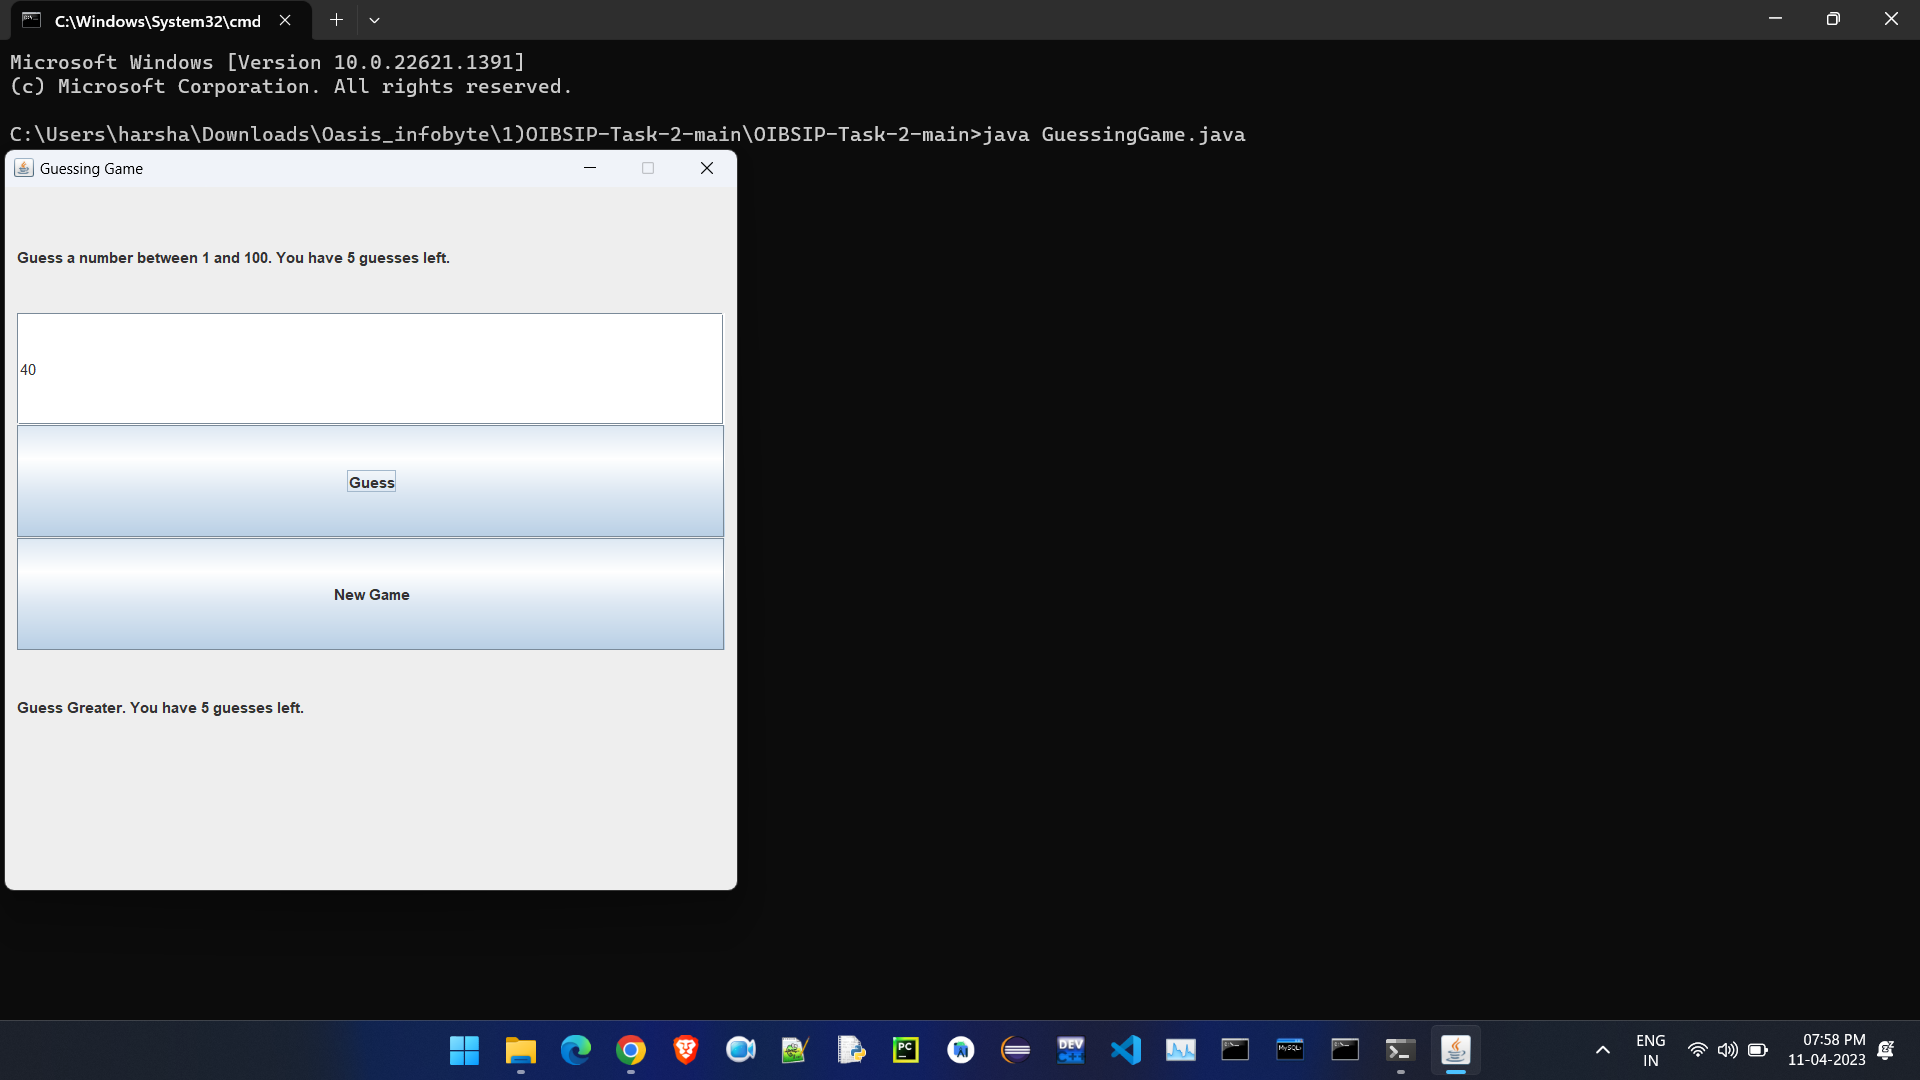 C:\Windows\System32\cmd
Microsoft Windows [Version 10.0.22621.1391]
(c) Microsoft Corporation. All rights reserved.
C:\Users\harsha\Downloads\Oasis_infobyte\1)OIBSIP-Task-2-main\OIBSIP-Task-2-main>java GuessingGame.java
Guessing Game
Guess a number between 1 and 100. You have 5 guesses left.
40
Guess
New Game
Guess Greater. You have 5 guesses left.
PC
DEV
MySQL
ENG
IN
07:58 PM
11-04-2023